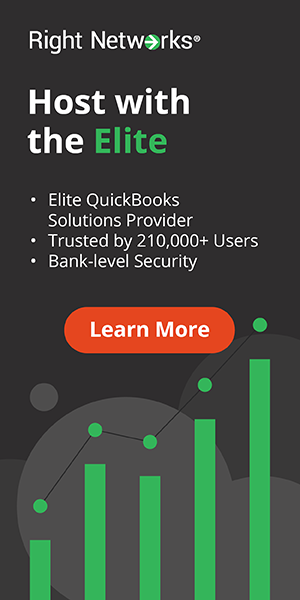 Right Networks®
Host with
the Elite
• Elite QuickBooks
Solutions Provider
• Trusted by 210,000+ Users
• Bank-level Security
Learn More